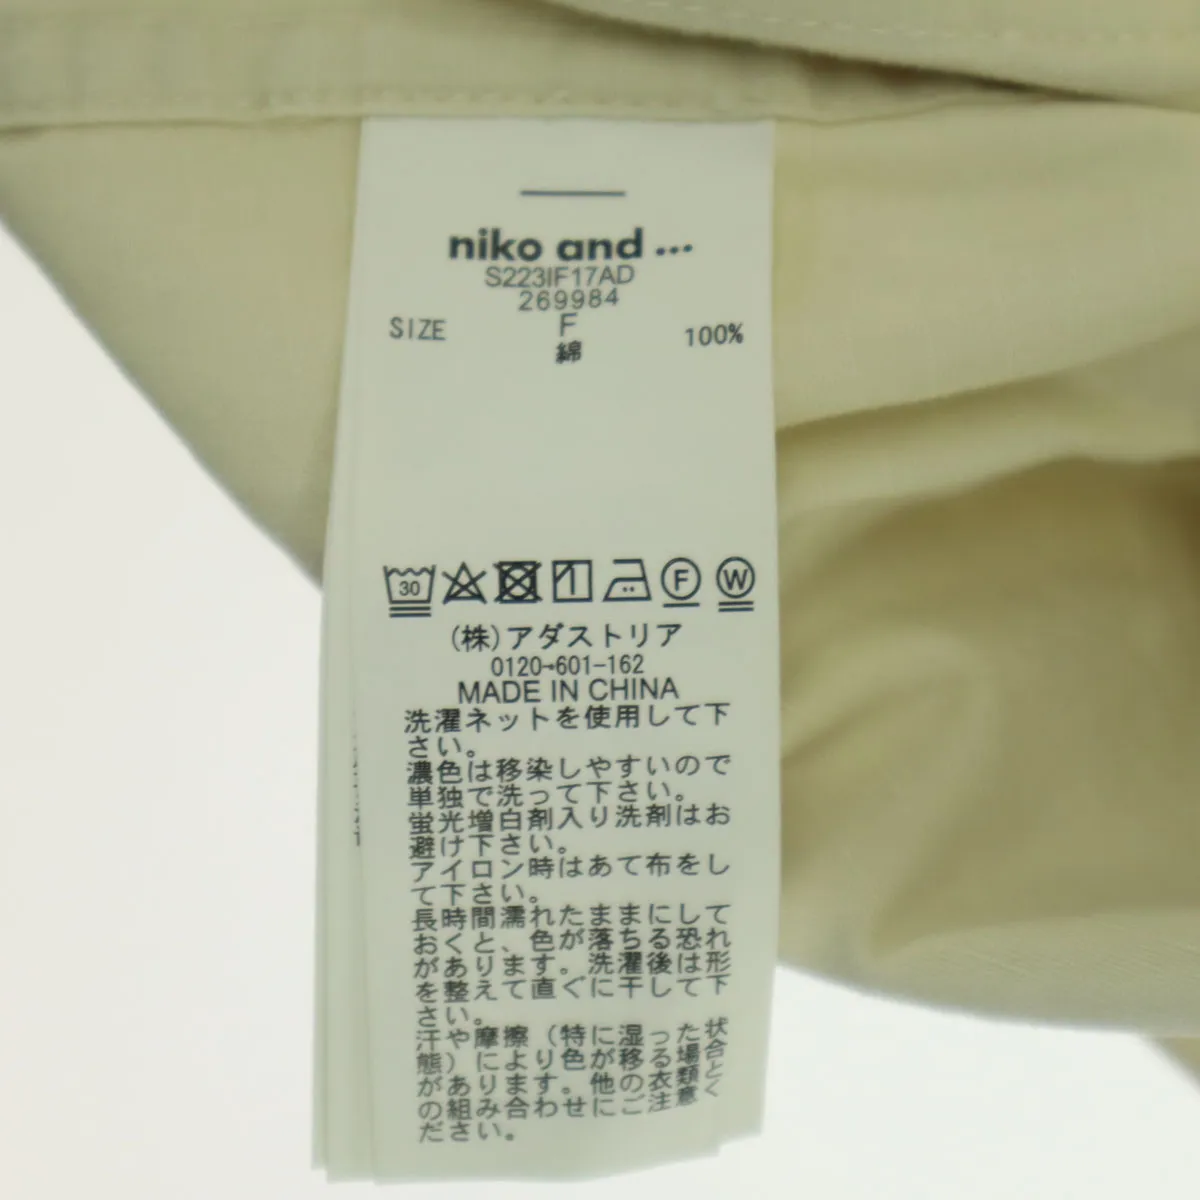 niko and ...
S223IF17AD
269984
SIZE F
綿 100%
30 F W
(株)アダストリア
0120-601-162
MADE IN CHINA
洗濯ネットを使用して下
さい。
濃色は移染しやすいので
単独で洗って下さい。
蛍光増白剤入り洗剤はお
避け下さい。
アイロン時はあて布をし
て下さい。
長時間濡れたままにして
おくと、色が落ちる恐れ
があります。洗濯後は形
を整えて直ぐに干して下
さい。
汗や摩擦（特に湿った状
態）により色が移る場合
があります。他の衣類と
の組み合わせにご注意く
ださい。